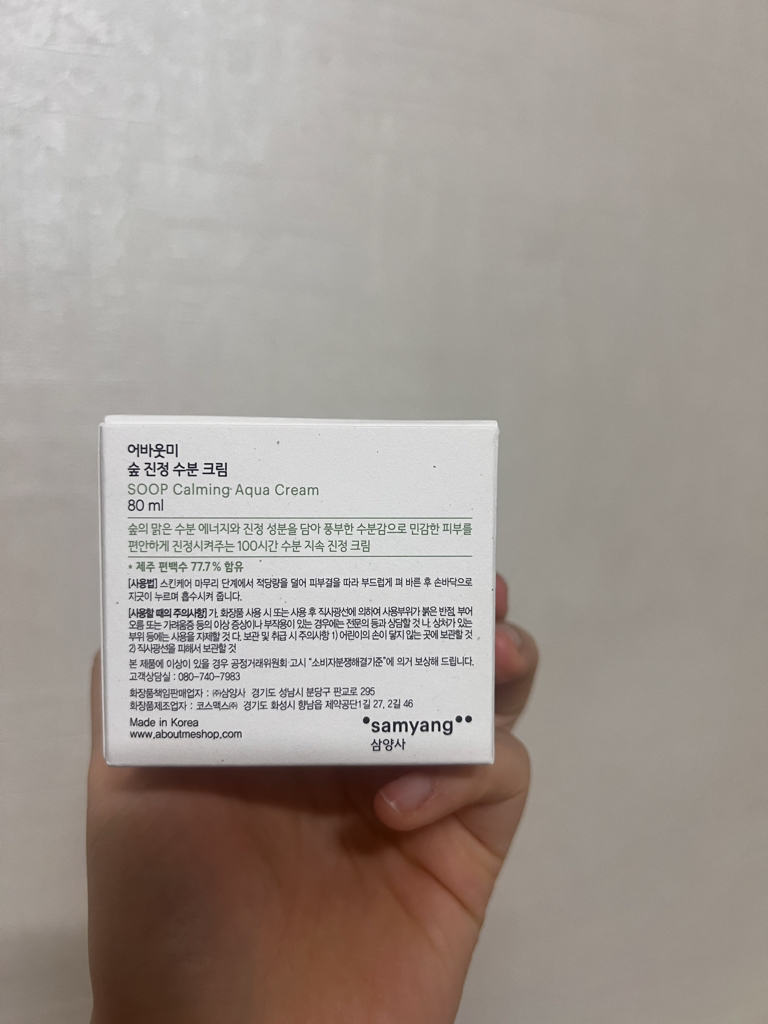 어바웃미
숲 진정 수분 크림
SOOP Calming Aqua Cream
80 ml
숲의 맑은 수분 에너지와 진정 성분을 담아 풍부한 수분감으로 민감한 피부를
편안하게 진정시켜주는 100시간 수분 지속 진정 크림
* 제주 편백수 77.7% 함유
[사용법] 스킨케어 마무리 단계에서 적당량을 덜어 피부결을 따라 부드럽게 펴 바른 후 손바닥으로
지긋이 누르며 흡수시켜 줍니다.
[사용할 때의 주의사항] 가. 화장품 사용 시 또는 사용 후 직사광선에 의하여 사용부위가 붉은 반점, 부어
오름 또는 가려움증 등의 이상 증상이나 부작용이 있는 경우에는 전문의 등과 상담할 것 나. 상처가 있는
부위 등에는 사용을 자제할 것 다. 보관 및 취급 시 주의사항 1) 어린이의 손이 닿지 않는 곳에 보관할 것
2) 직사광선을 피해서 보관할 것
본 제품에 이상이 있을 경우 공정거래위원회 고시 "소비자분쟁해결기준"에 의거 보상해 드립니다.
고객상담실 : 080-740-7983
화장품책임판매업자 : ㈜삼양사 경기도 성남시 분당구 판교로 295
화장품제조업자 : 코스맥스㈜ 경기도 화성시 향남읍 제약공단1길 27, 2길 46
Made in Korea
www.aboutmeshop.com
samyang
삼양사